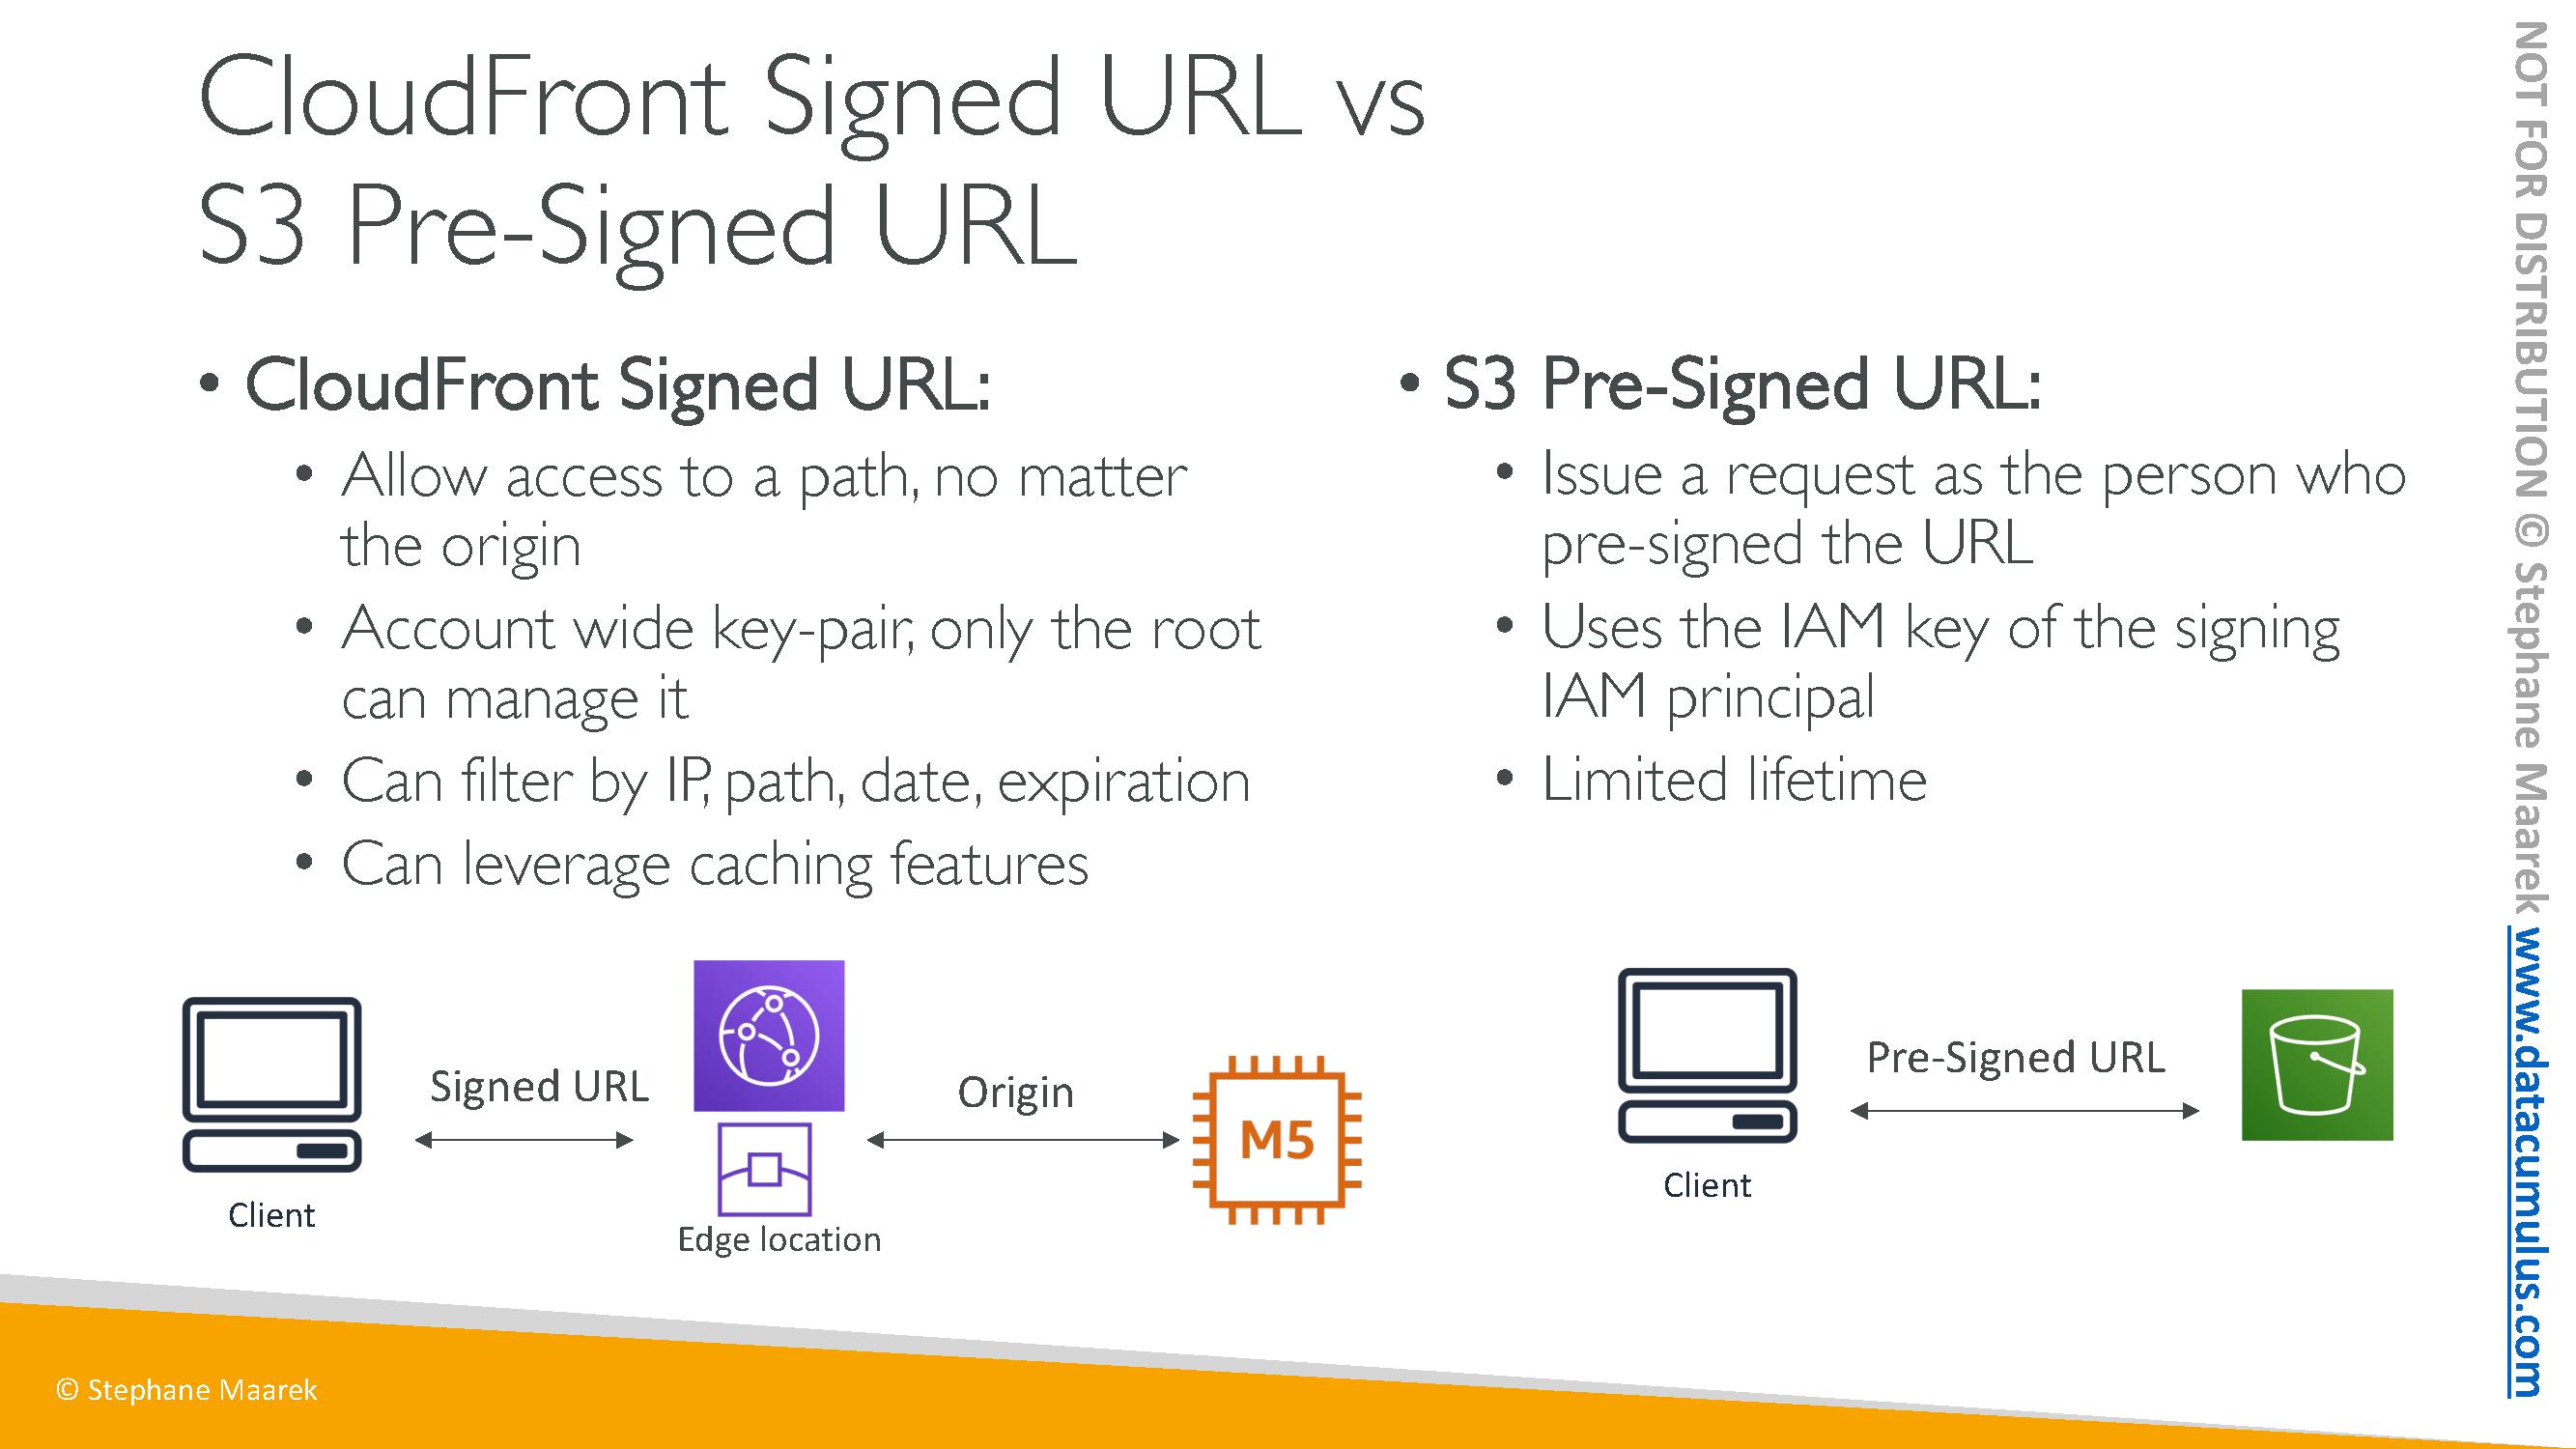 CloudFront Signed URL vs
S3 Pre-Signed URL
• CloudFront Signed URL:
• Allow access to a path, no matter
the origin
• Account wide key-pair, only the root
can manage it
• Can filter by IP, path, date, expiration
• Can leverage caching features
• S3 Pre-Signed URL:
• Issue a request as the person who
pre-signed the URL
• Uses the IAM key of the signing
IAM principal
• Limited lifetime
Client
Signed URL
Edge location
Origin
M5
Client
Pre-Signed URL
© Stephane Maarek
NOT FOR DISTRIBUTION © Stephane Maarek www.datacumulus.com